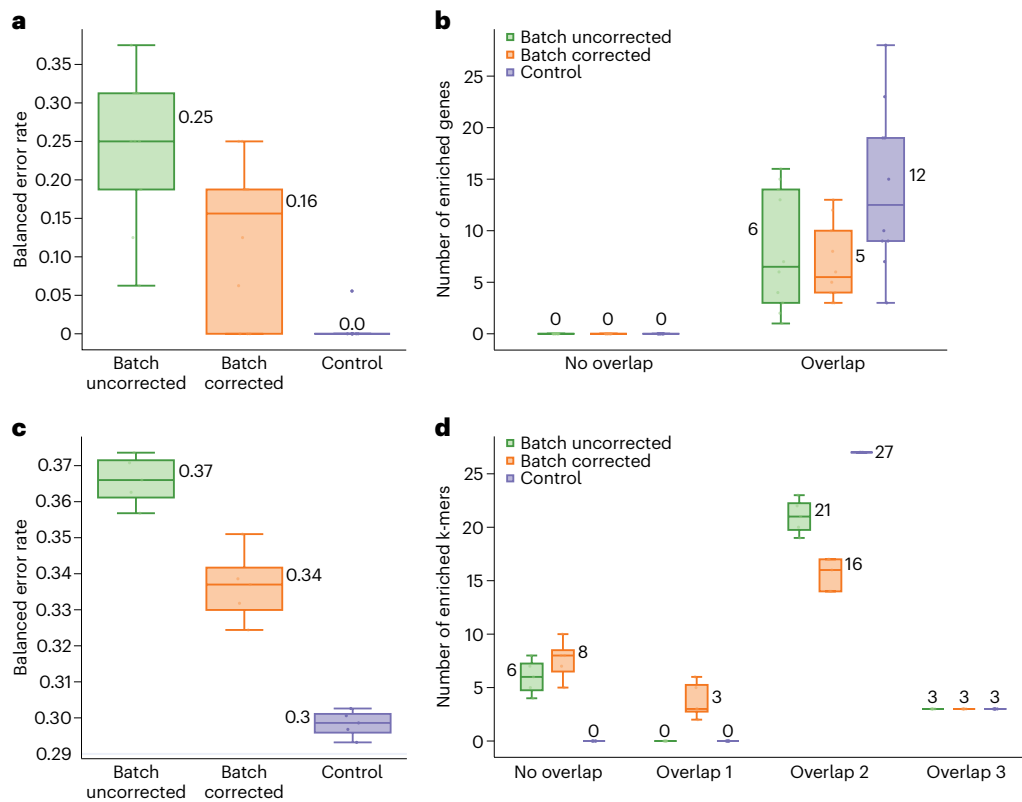 a
Balanced error rate
0.35
0.30
0.25
0.20
0.15
0.10
0.05
0
0.25
0.16
0.0
Batch
uncorrected
Batch
corrected
Control
b
Number of enriched genes
Batch uncorrected
Batch corrected
Control
25
20
15
10
5
0
0
0
0
6
5
12
No overlap
Overlap
c
Balanced error rate
0.37
0.36
0.35
0.34
0.33
0.32
0.31
0.30
0.29
0.37
0.34
0.3
Batch
uncorrected
Batch
corrected
Control
d
Number of enriched k-mers
Batch uncorrected
Batch corrected
Control
25
20
15
10
5
0
6
8
0
0
3
0
21
16
27
3
3
3
No overlap
Overlap 1
Overlap 2
Overlap 3